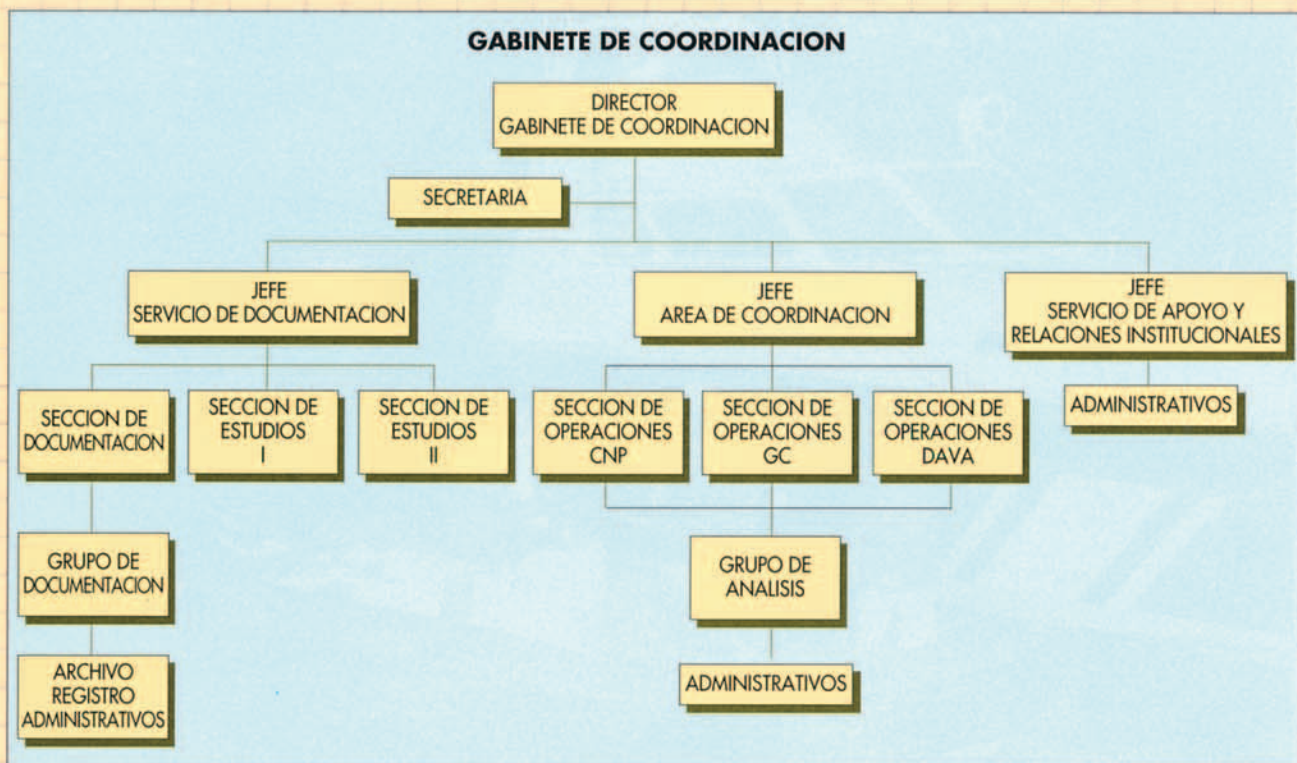 GABINETE DE COORDINACION
DIRECTOR
GABINETE DE COORDINACION
SECRETARIA
JEFE
SERVICIO DE DOCUMENTACION
JEFE
AREA DE COORDINACION
JEFE
SERVICIO DE APOYO Y
RELACIONES INSTITUCIONALES
SECCION DE
DOCUMENTACION
SECCION DE
ESTUDIOS
I
SECCION DE
ESTUDIOS
II
SECCION DE
OPERACIONES
CNP
SECCION DE
OPERACIONES
GC
SECCION DE
OPERACIONES
DAVA
ADMINISTRATIVOS
GRUPO DE
DOCUMENTACION
GRUPO DE
ANALISIS
ARCHIVO
REGISTRO
ADMINISTRATIVOS
ADMINISTRATIVOS